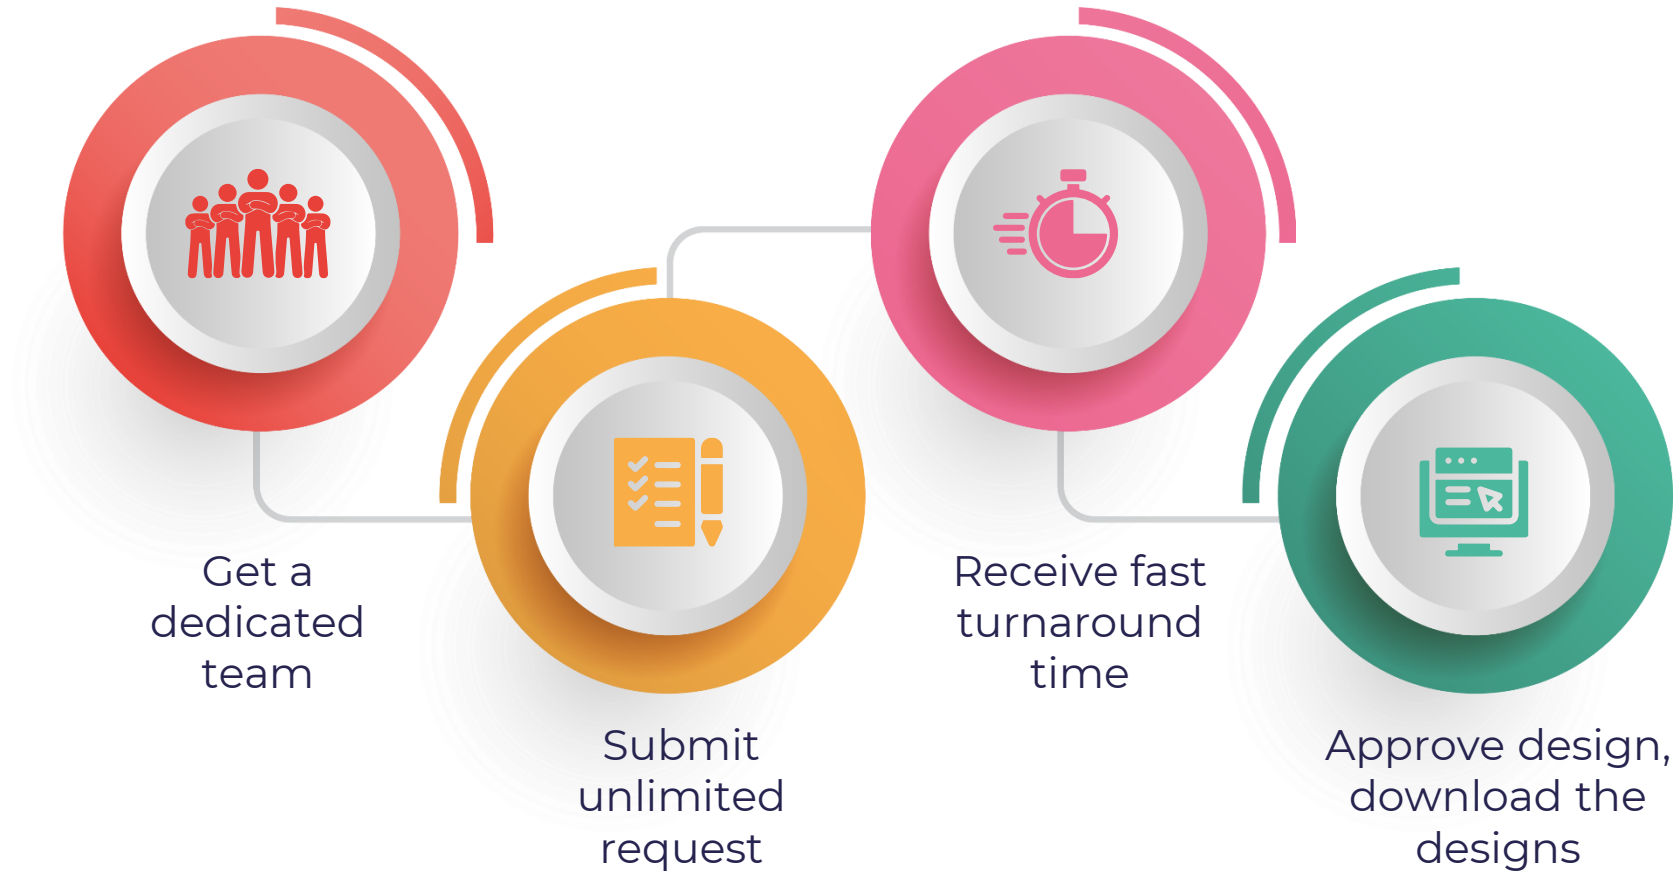 Get a
dedicated
team
Submit
unlimited
request
Receive fast
turnaround
time
Approve design,
download the
designs